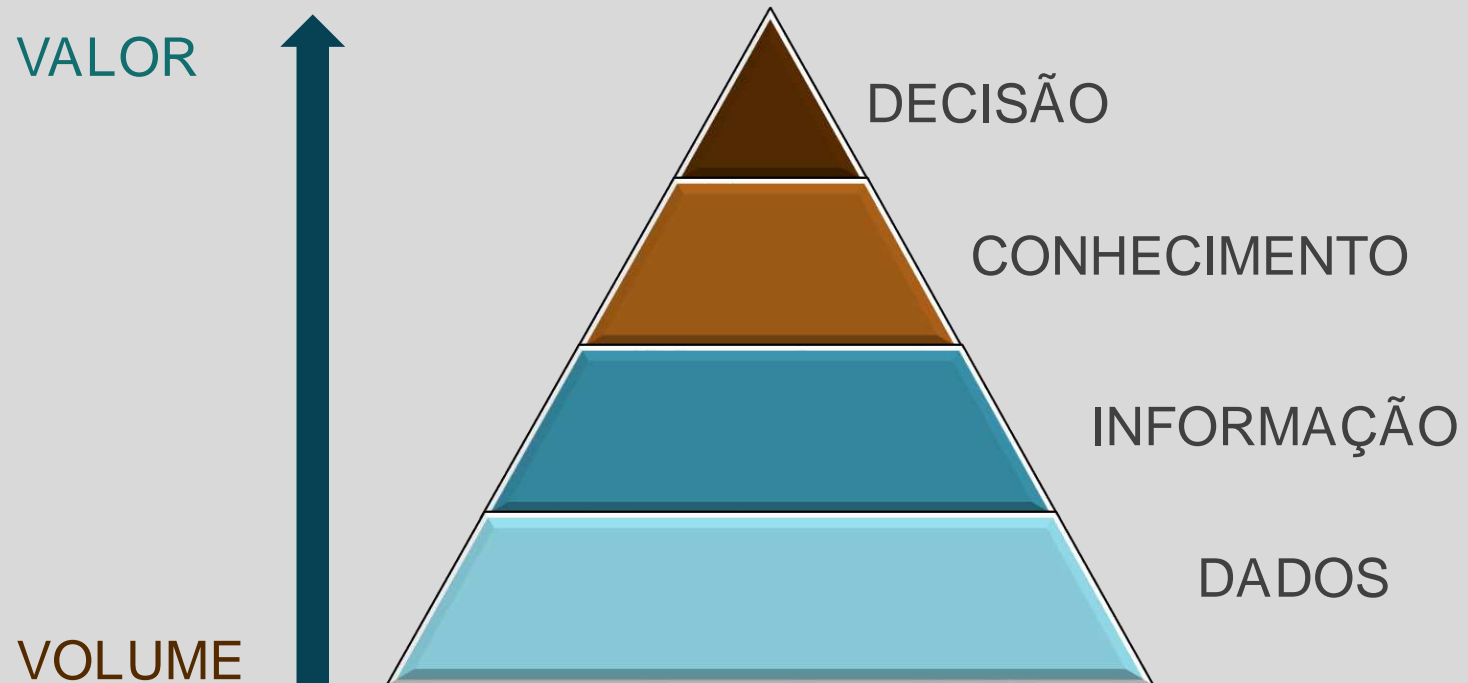 VALOR
DECISÃO
CONHECIMENTO
INFORMAÇÃO
DADOS
VOLUME